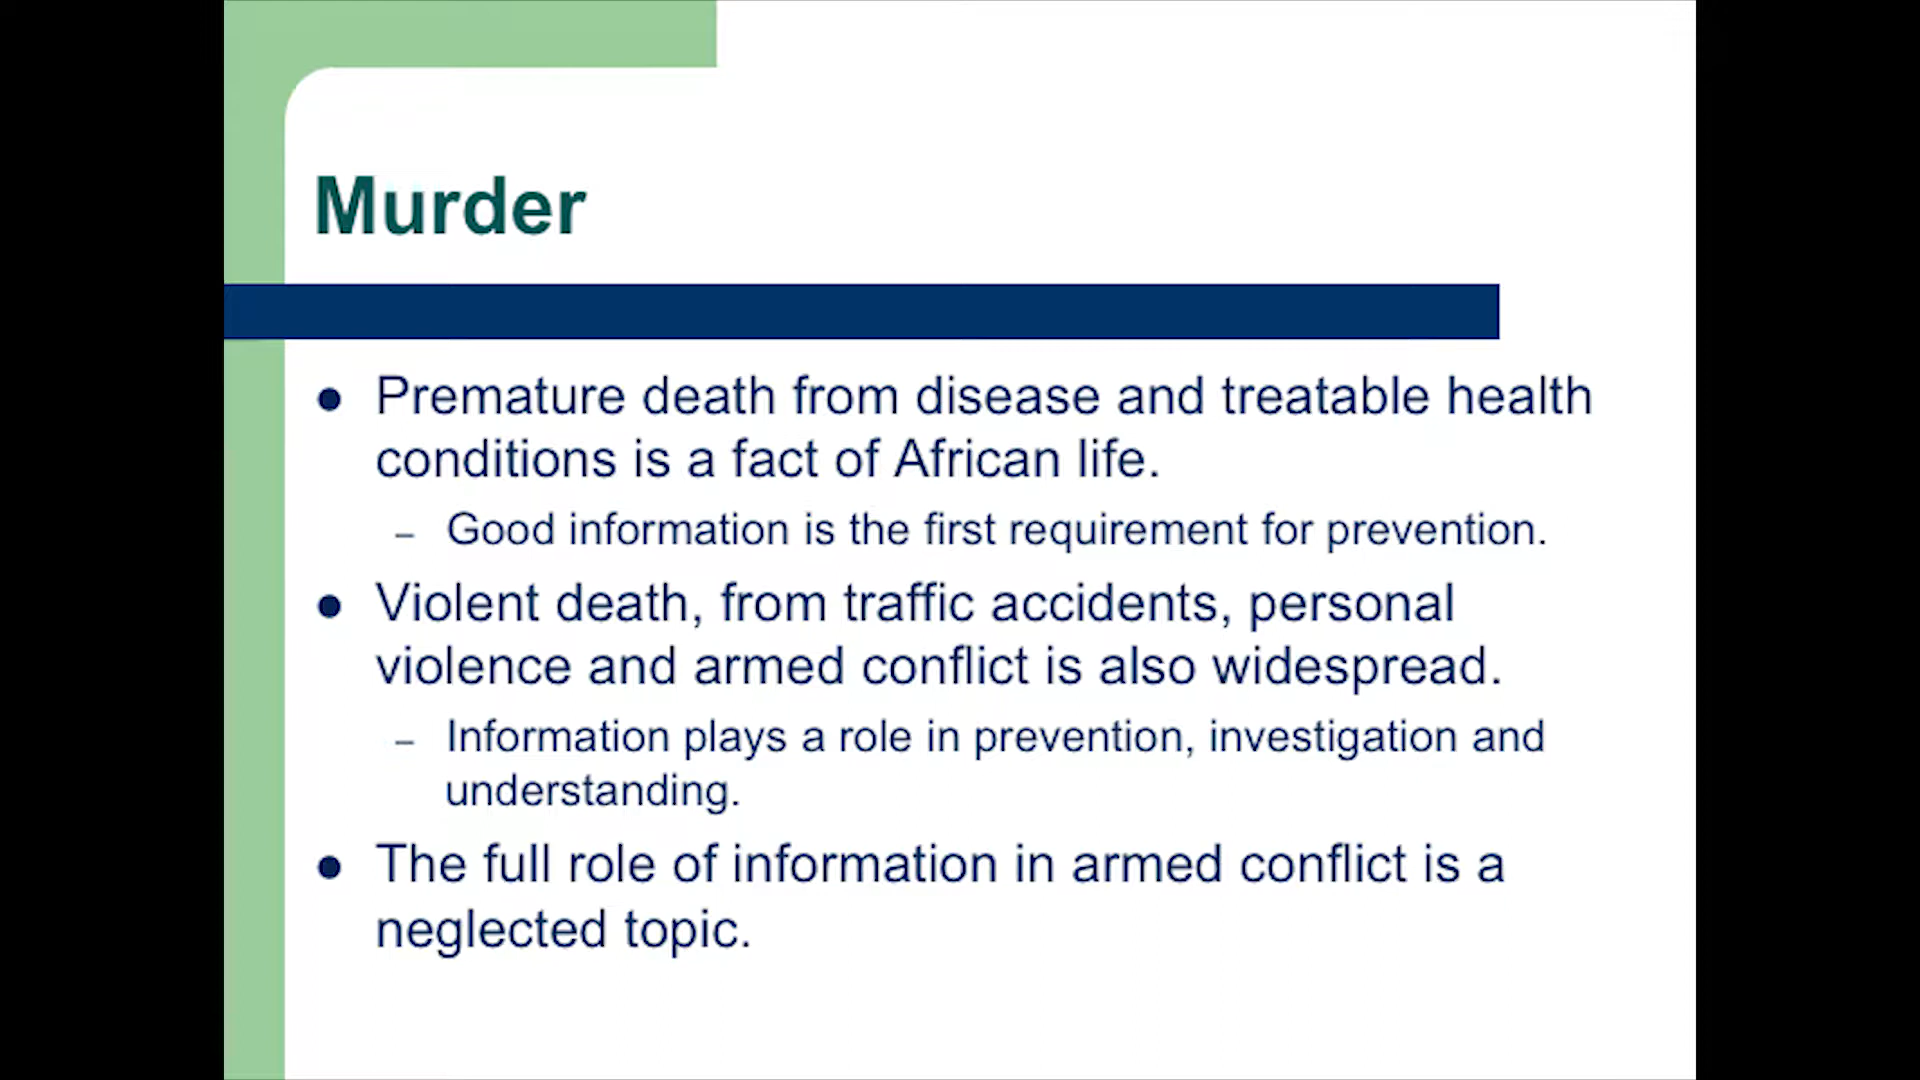 Murder
● Premature death from disease and treatable health
conditions is a fact of African life.
– Good information is the first requirement for prevention.
● Violent death, from traffic accidents, personal
violence and armed conflict is also widespread.
– Information plays a role in prevention, investigation and
understanding.
● The full role of information in armed conflict is a
neglected topic.